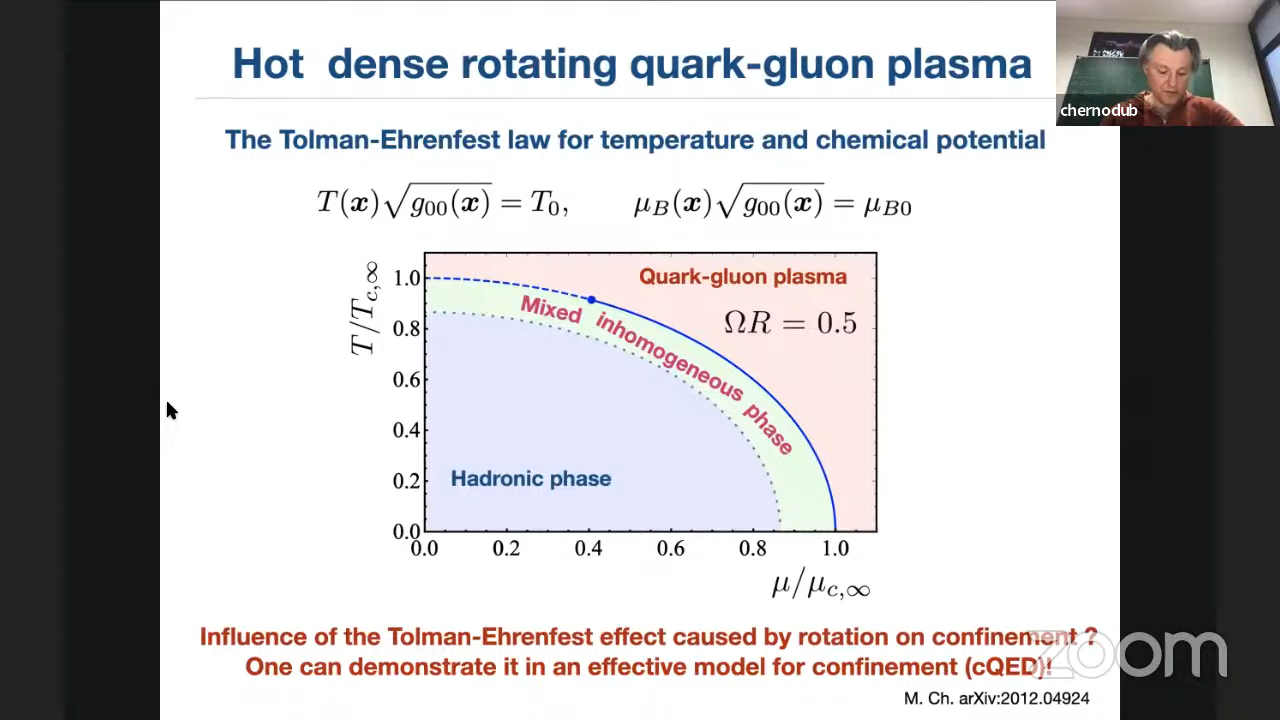 Hot dense rotating quark-gluon plasma
chernodub
The Tolman-Ehrenfest law for temperature and chemical potential
T(x)√g₀₀(x) = T₀, μ_B(x)√g₀₀(x) = μ_B0
T/T_c,∞
1.0
0.8
0.6
0.4
0.2
0.0
Quark-gluon plasma
ΩR = 0.5
Mixed inhomogeneous phase
Hadronic phase
0.0 0.2 0.4 0.6 0.8 1.0
μ/μ_c,∞
Influence of the Tolman-Ehrenfest effect caused by rotation on confinement ?
One can demonstrate it in an effective model for confinement (cQED)!
zoom
M. Ch. arXiv:2012.04924